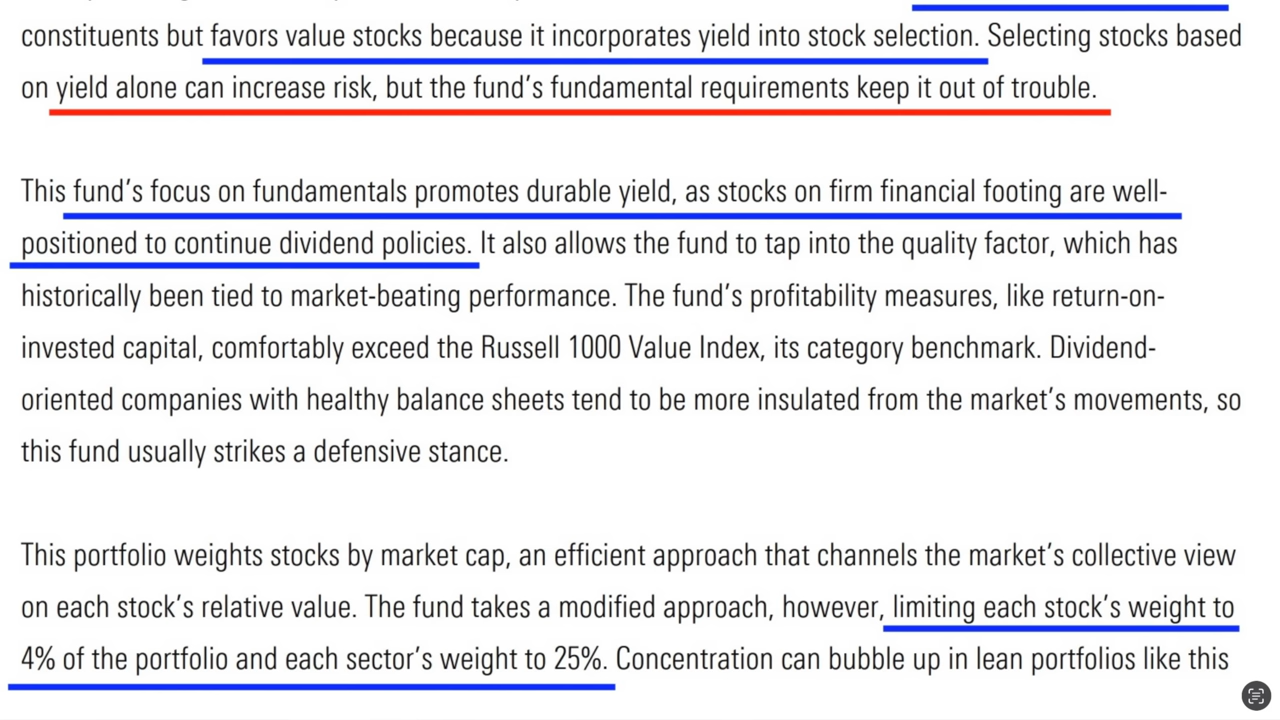 constituents but favors value stocks because it incorporates yield into stock selection. Selecting stocks based
on yield alone can increase risk, but the fund’s fundamental requirements keep it out of trouble.
This fund’s focus on fundamentals promotes durable yield, as stocks on firm financial footing are well-
positioned to continue dividend policies. It also allows the fund to tap into the quality factor, which has
historically been tied to market-beating performance. The fund’s profitability measures, like return-on-
invested capital, comfortably exceed the Russell 1000 Value Index, its category benchmark. Dividend-
oriented companies with healthy balance sheets tend to be more insulated from the market’s movements, so
this fund usually strikes a defensive stance.
This portfolio weights stocks by market cap, an efficient approach that channels the market’s collective view
on each stock’s relative value. The fund takes a modified approach, however, limiting each stock’s weight to
4% of the portfolio and each sector’s weight to 25%. Concentration can bubble up in lean portfolios like this